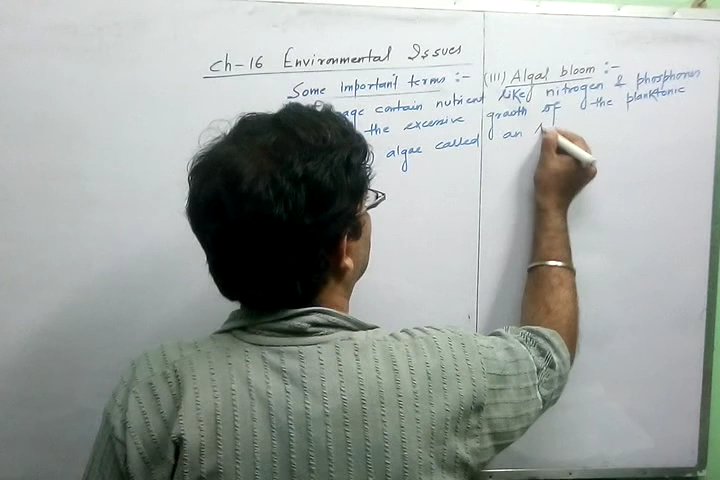 Ch-16 Environmental Issues
Some Important terms :-
(III) Algal bloom :-
contain nutrient like nitrogen & phosphorus
the excessive growth of the planktonic
algae called an